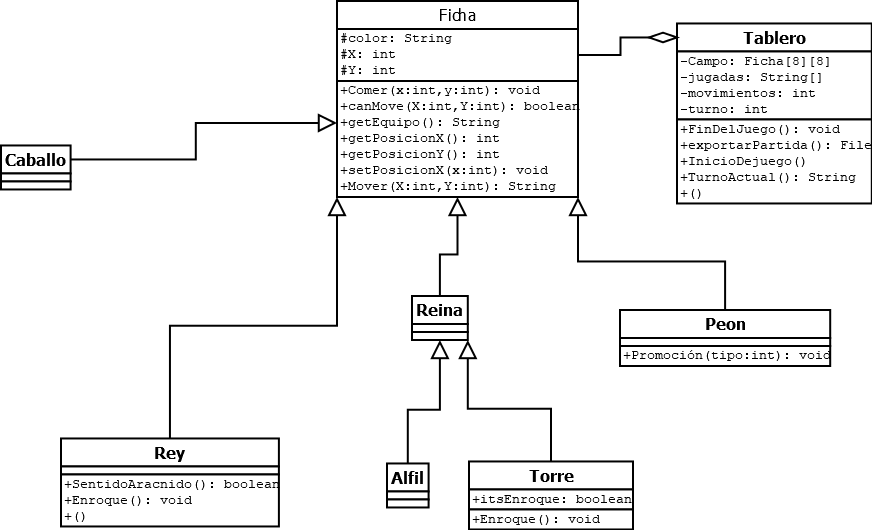 Ficha
#color: String
#X: int
#Y: int
+Comer(x:int,y:int): void
+canMove(X:int,Y:int): boolean
+getEquipo(): String
+getPosicionX(): int
+getPosicionY(): int
+setPosicionX(x:int): void
+Mover(X:int,Y:int): String
Tablero
-Campo: Ficha[8][8]
-jugadas: String[]
-movimientos: int
-turno: int
+FinDelJuego(): void
+exportarPartida(): File
+InicioDejuego()
+TurnoActual(): String
+()
Caballo
Reina
Peon
+Promoción(tipo:int): void
Rey
+SentidoAracnido(): boolean
+Enroque(): void
+()
Alfil
Torre
+itsEnroque: boolean
+Enroque(): void